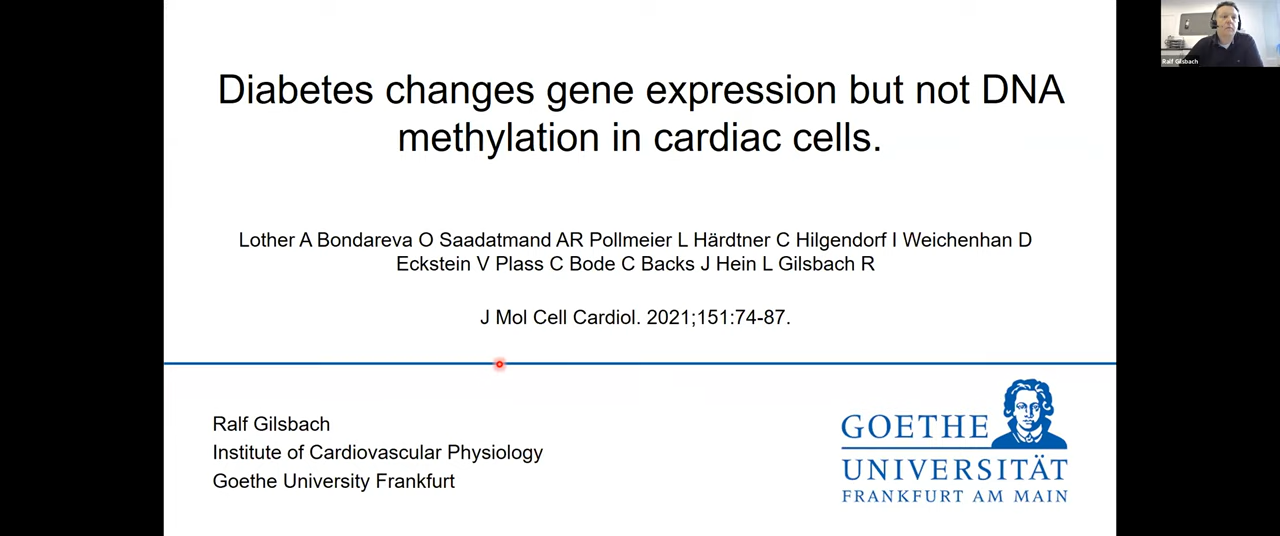 Ralf Gilsbach
Diabetes changes gene expression but not DNA
methylation in cardiac cells.
Lother A Bondareva O Saadatmand AR Pollmeier L Härdtner C Hilgendorf I Weichenhan D
Eckstein V Plass C Bode C Backs J Hein L Gilsbach R
J Mol Cell Cardiol. 2021;151:74-87.
Ralf Gilsbach
Institute of Cardiovascular Physiology
Goethe University Frankfurt
GOETHE
UNIVERSITÄT
FRANKFURT AM MAIN